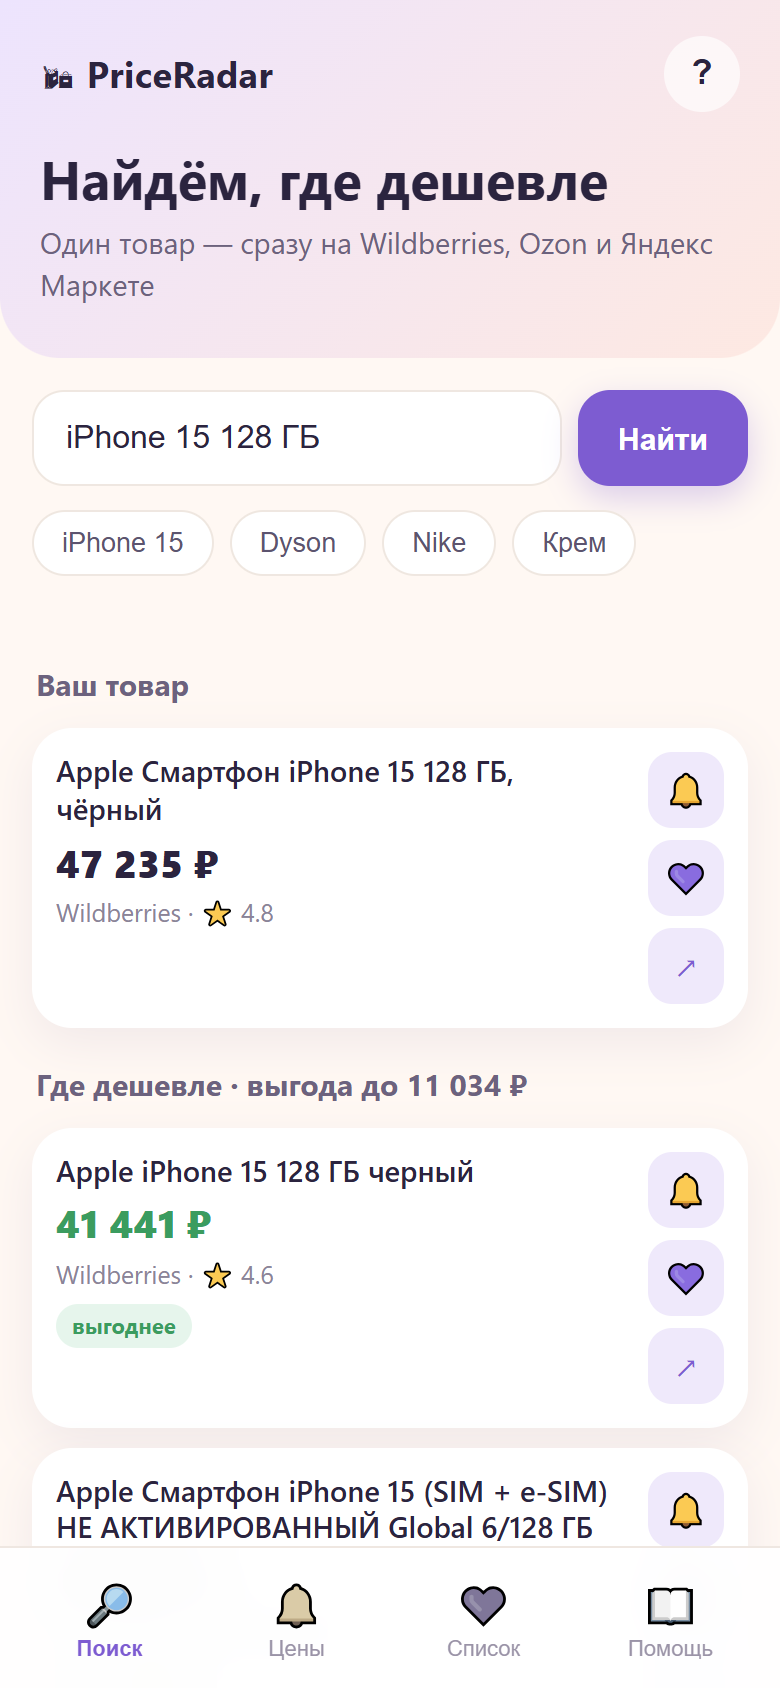 PriceRadar
?
Найдём, где дешевле
Один товар — сразу на Wildberries, Ozon и Яндекс
Маркете
iPhone 15 128 ГБ
Найти
iPhone 15
Dyson
Nike
Крем
Ваш товар
Apple Смартфон iPhone 15 128 ГБ,
чёрный
47 235 ₽
Wildberries · ⭐ 4.8
Где дешевле · выгода до 11 034 ₽
Apple iPhone 15 128 ГБ черный
41 441 ₽
Wildberries · ⭐ 4.6
выгоднее
Apple Смартфон iPhone 15 (SIM + e-SIM)
НЕ АКТИВИРОВАННЫЙ Global 6/128 ГБ
Поиск
Цены
Список
Помощь